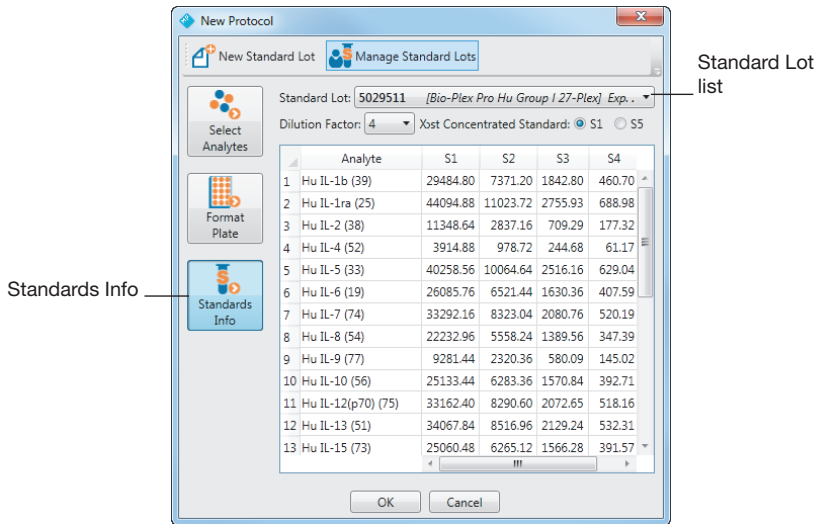 New Protocol
New Standard Lot Manage Standard Lots
Standard Lot list
Standard Lot: 5029511 [Bio-Plex Pro Hu Group I 27-Plex] Exp. .
Dilution Factor: 4 Xost Concentrated Standard: S1 S5
Select Analytes
Format Plate
Standards Info
Standards Info
Analyte S1 S2 S3 S4
1 Hu IL-1b (39) 29484.80 7371.20 1842.80 460.70
2 Hu IL-1ra (25) 44094.88 11023.72 2755.93 688.98
3 Hu IL-2 (38) 11348.64 2837.16 709.29 177.32
4 Hu IL-4 (52) 3914.88 978.72 244.68 61.17
5 Hu IL-5 (33) 40258.56 10064.64 2516.16 629.04
6 Hu IL-6 (19) 26085.76 6521.44 1630.36 407.59
7 Hu IL-7 (74) 33292.16 8323.04 2080.76 520.19
8 Hu IL-8 (54) 22232.96 5558.24 1389.56 347.39
9 Hu IL-9 (77) 9281.44 2320.36 580.09 145.02
10 Hu IL-10 (56) 25133.44 6283.36 1570.84 392.71
11 Hu IL-12(p70) (75) 33162.40 8290.60 2072.65 518.16
12 Hu IL-13 (51) 34067.84 8516.96 2129.24 532.31
13 Hu IL-15 (73) 25060.48 6265.12 1566.28 391.57
OK Cancel